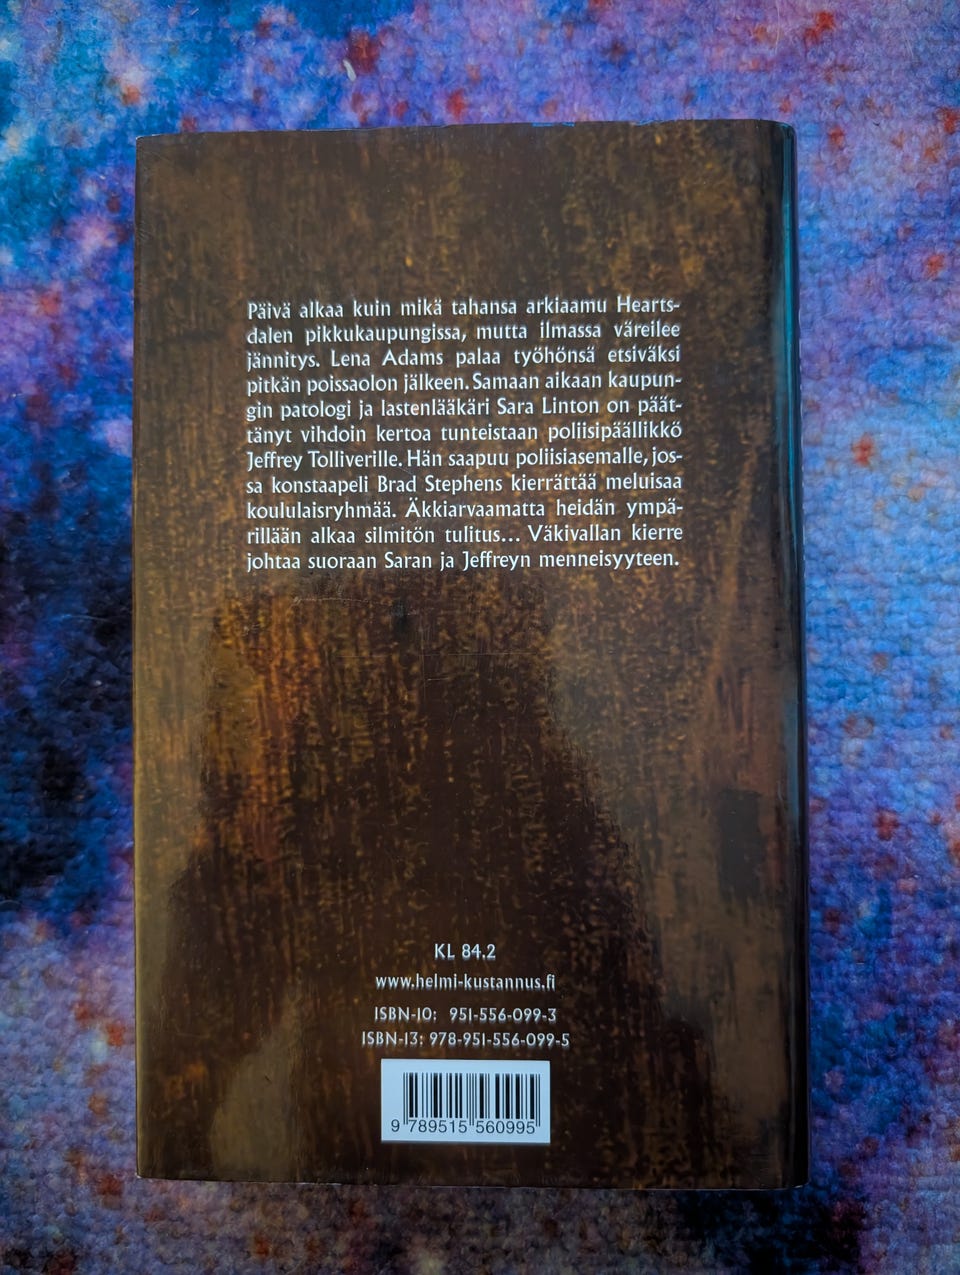 Päivä alkaa kuin mikä tahansa arkiaamu Hearts-
dalen pikkukaupungissa, mutta ilmassa väreilee
jännitys. Lena Adams palaa työhönsä etsiväksi
pitkän poissaolon jälkeen. Samaan aikaan kaupun-
gin patologi ja lastenlääkäri Sara Linton on päät-
tänyt vihdoin kertoa tunteistaan poliisipäällikkö
Jeffrey Tolliverille. Hän saapuu poliisiasemalle, jos-
sa konstaapeli Brad Stephens kierrättää meluisaa
koululaisryhmää. Äkkiarvaamatta heidän ympä-
rillään alkaa silmitön tulitus... Väkivallan kierre
johtaa suoraan Saran ja Jeffreyn menneisyyteen.
KL 84.2
www.helmi-kustannus.fi
ISBN-10: 951-556-099-3
ISBN-13: 978-951-556-099-5
9 789515 560995